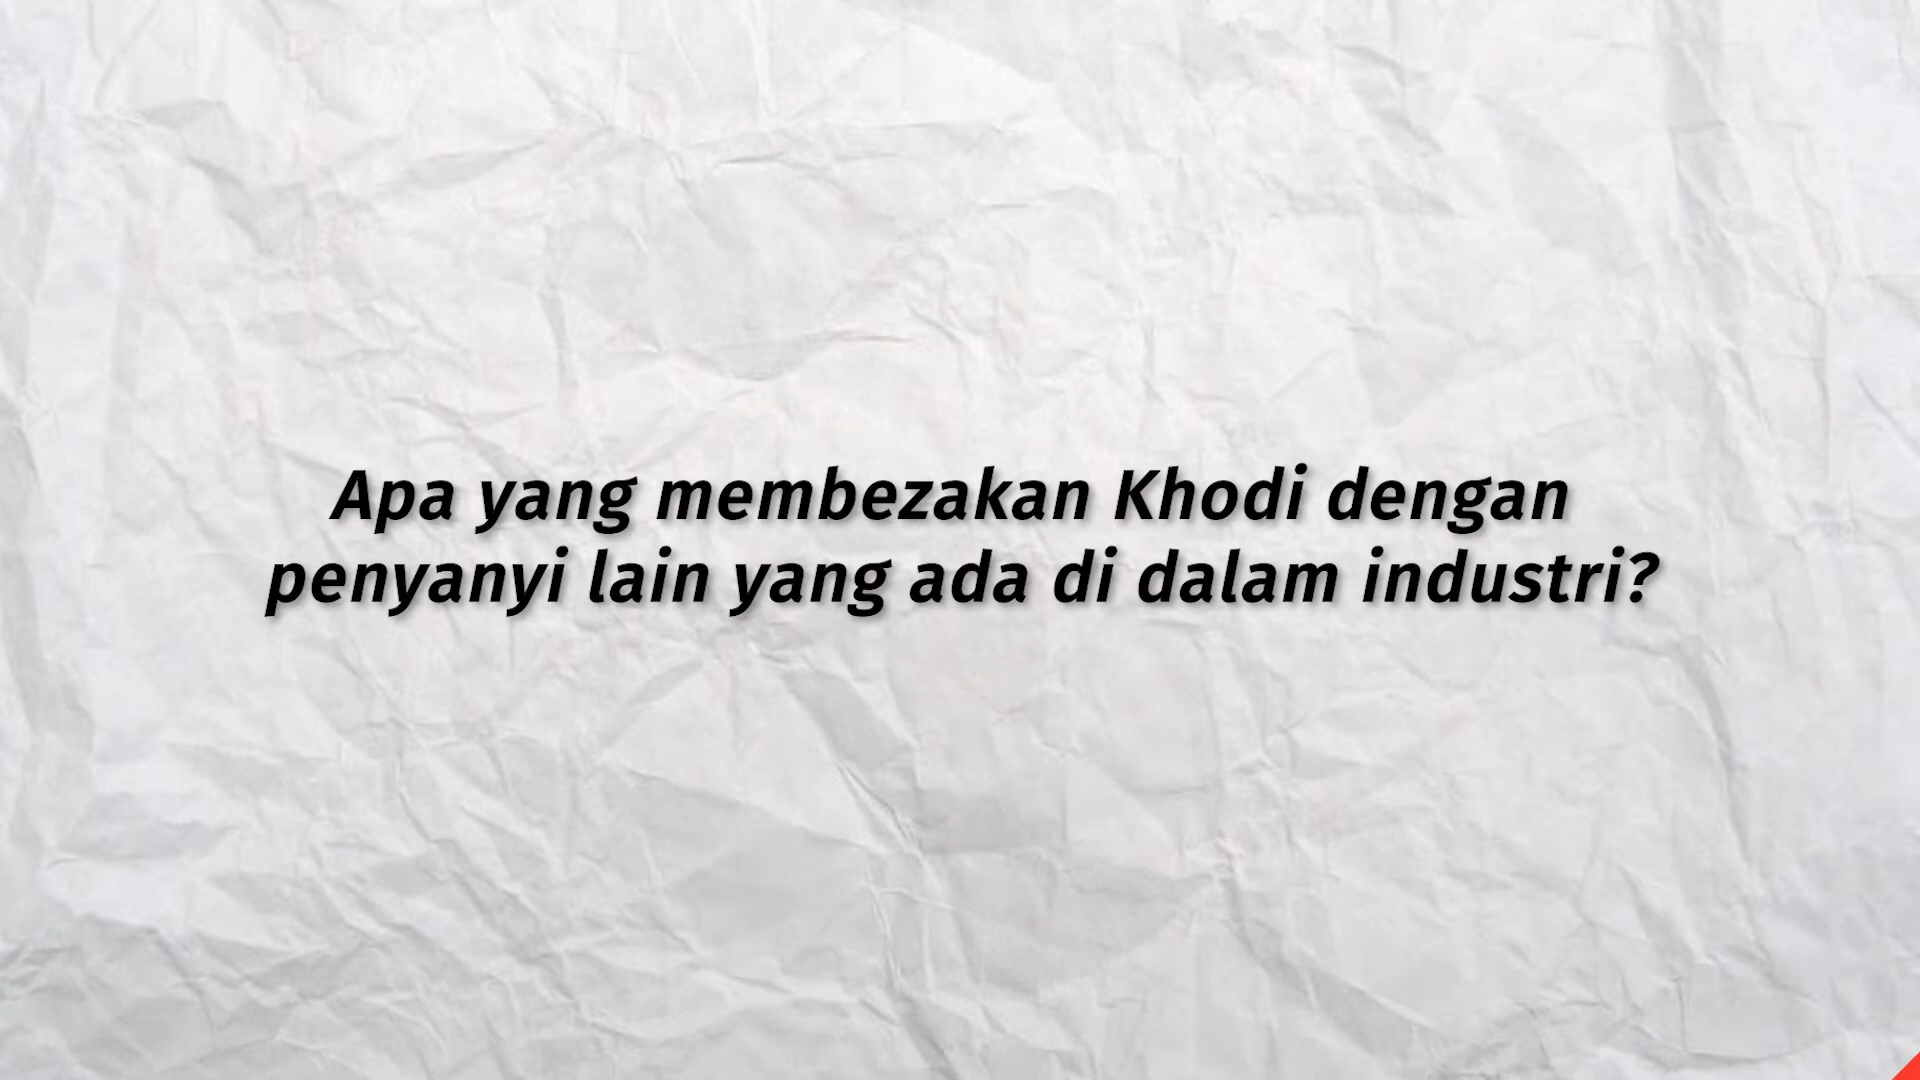 Apa yang membezakan Khodi dengan
penyanyi lain yang ada di dalam industri?